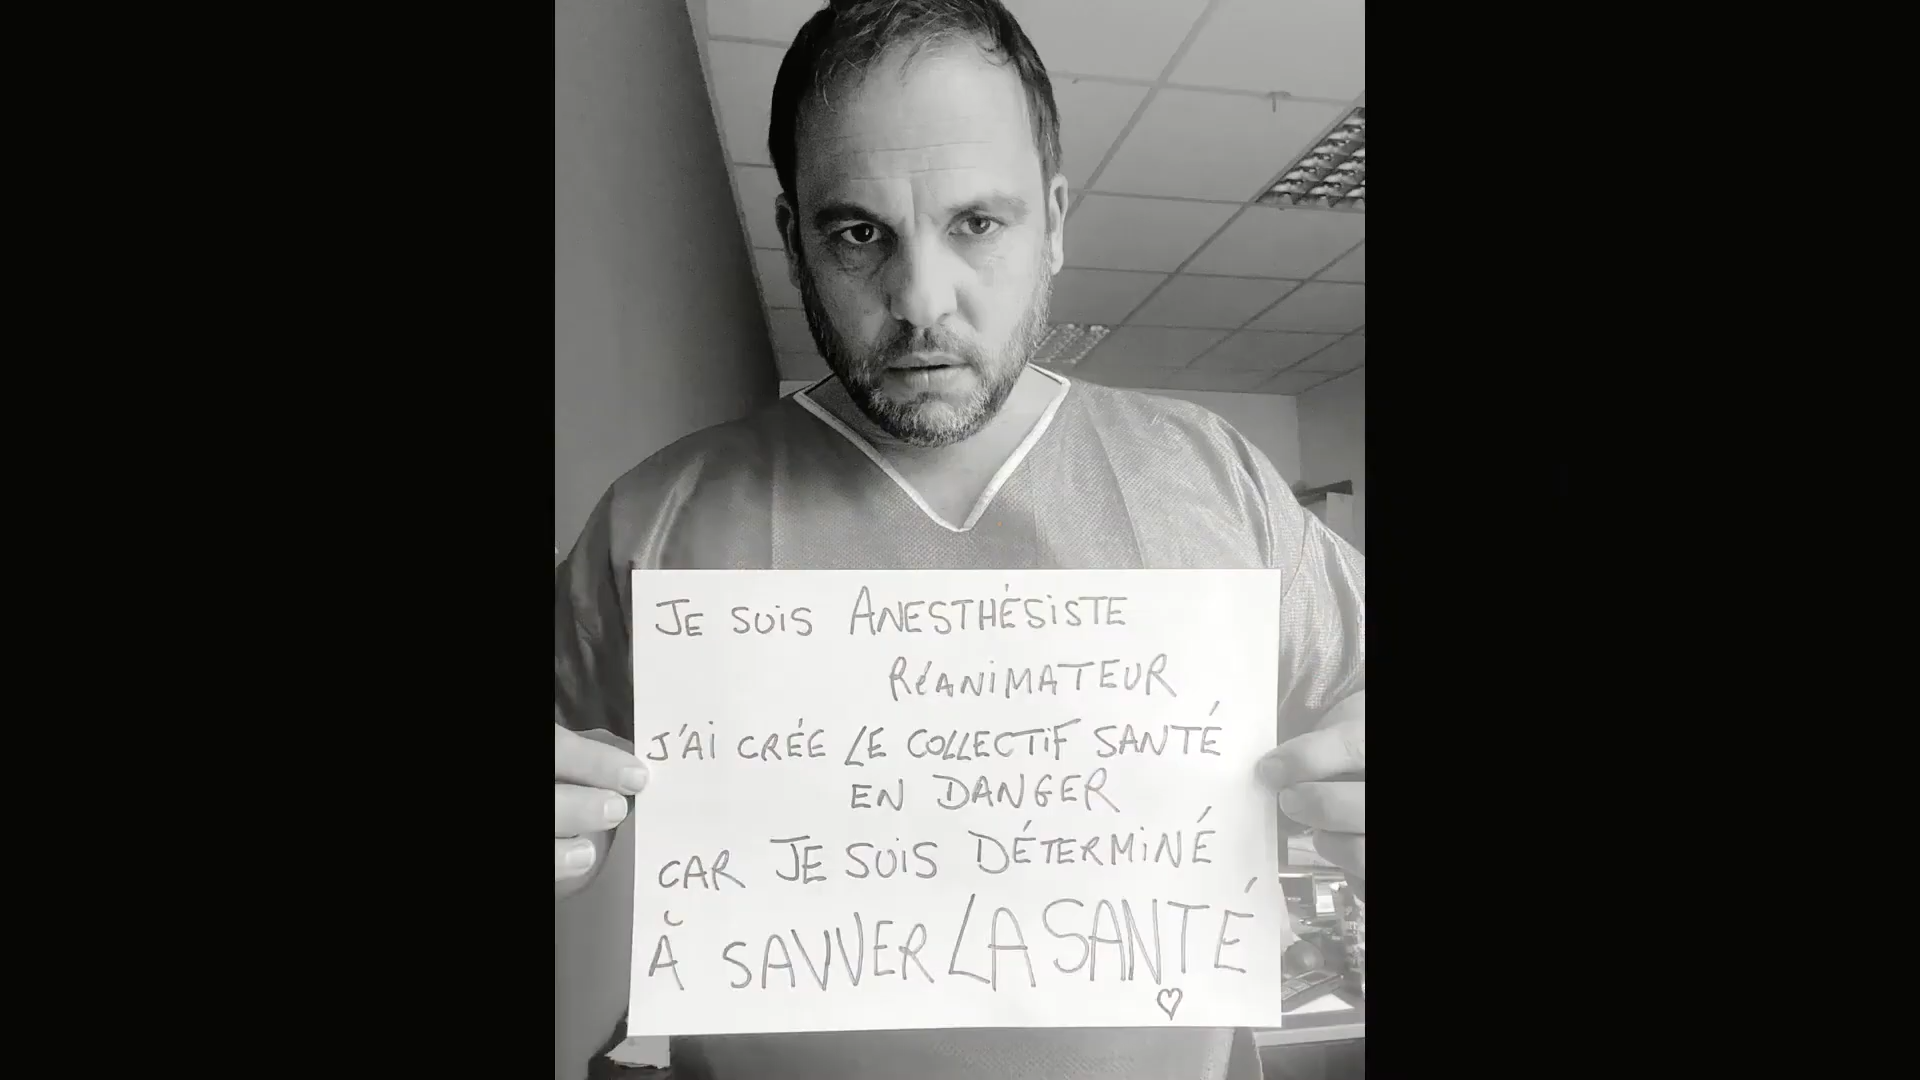 JE SUIS ANESTHÉSISTE
RÉANIMATEUR
J'AI CRÉE LE COLLECTIF SANTÉ
EN DANGER
CAR JE SUIS DÉTERMINÉ
À SAUVER LA SANTÉ